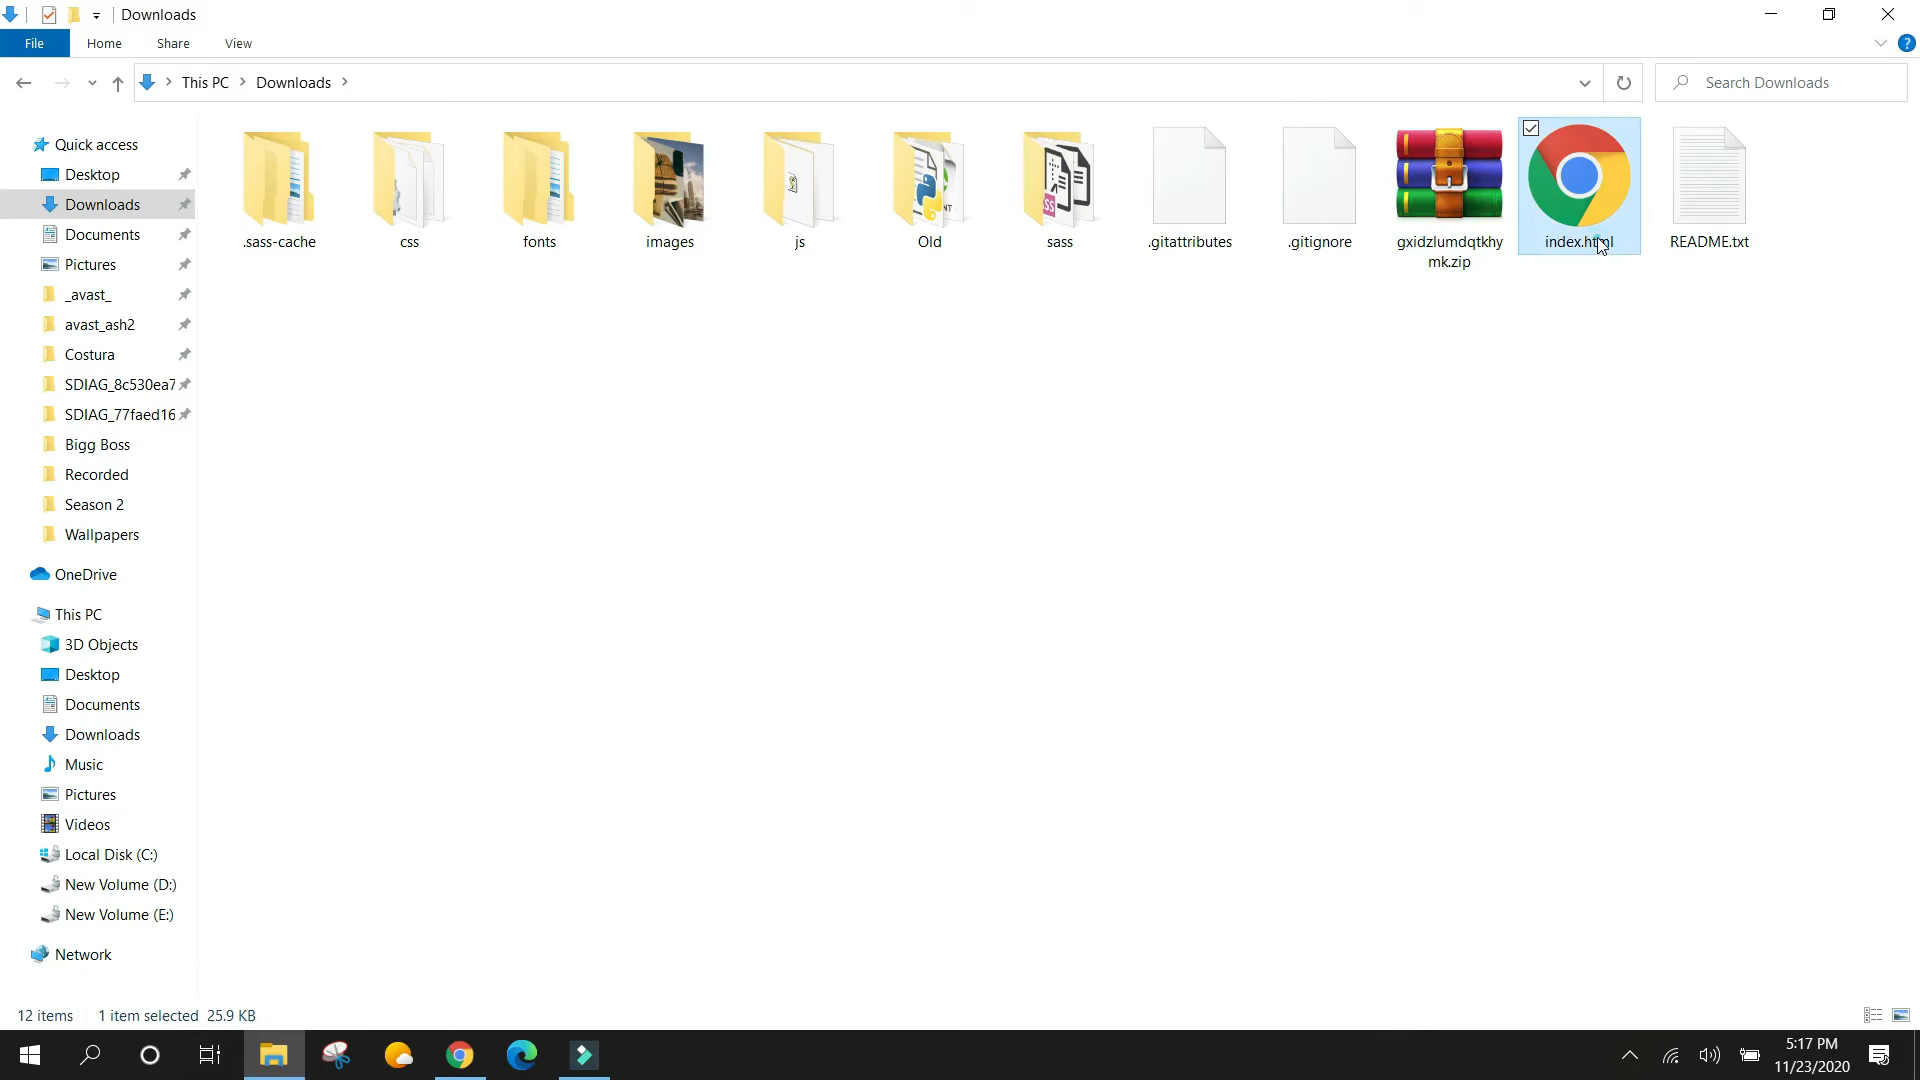 Downloads
File Home Share View
This PC Downloads Search Downloads
Quick access
Desktop
Downloads
Documents
Pictures
_avast_
avast_ash2
Costura
SDIAG_8c530ea7
SDIAG_77faed16
Bigg Boss
Recorded
Season 2
Wallpapers
OneDrive
This PC
3D Objects
Desktop
Documents
Downloads
Music
Pictures
Videos
Local Disk (C:)
New Volume (D:)
New Volume (E:)
Network
.sass-cache css fonts images js Old sass .gitattributes .gitignore gxidzlumdqtkhy index.html README.txt
mk.zip
12 items 1 item selected 25.9 KB
5:17 PM
11/23/2020